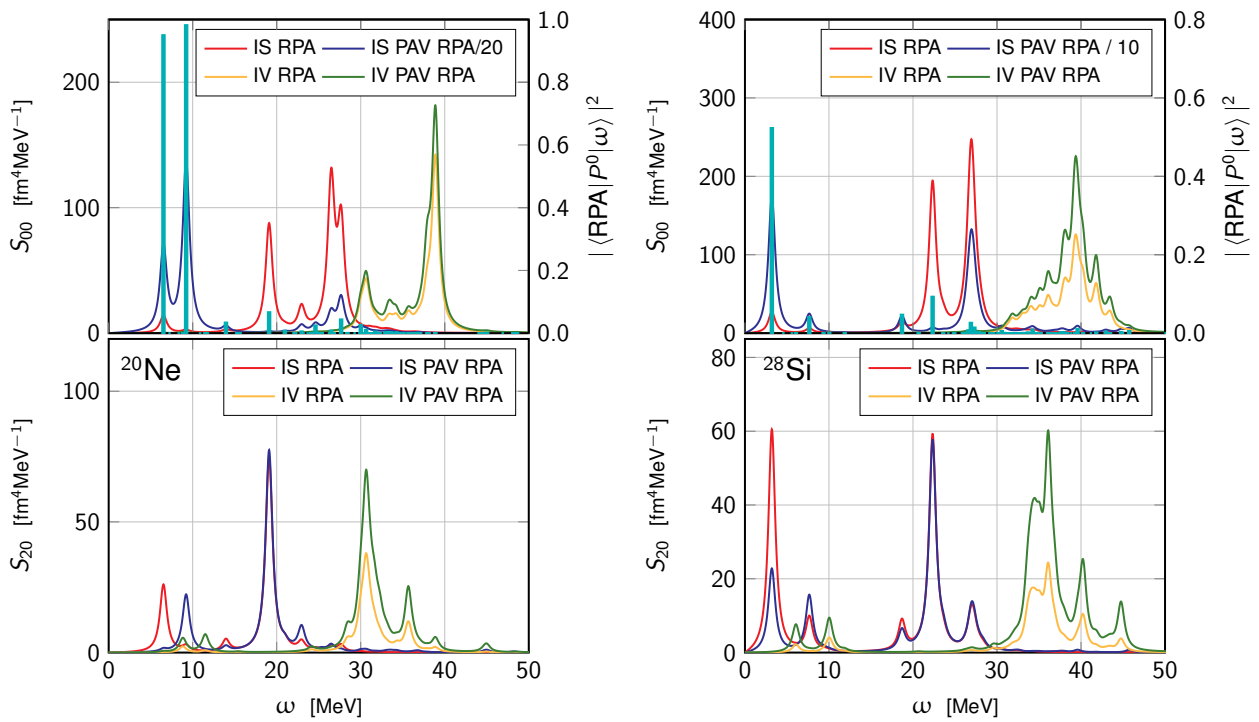 IS RPA IS PAV RPA/20
IV RPA IV PAV RPA
S₀₀ [fm⁴MeV⁻¹]
0
100
200
0.0
0.2
0.4
0.6
0.8
1.0
|⟨RPA|P⁰|ω⟩|²
IS RPA IS PAV RPA / 10
IV RPA IV PAV RPA
S₀₀ [fm⁴MeV⁻¹]
0
100
200
300
400
0.0
0.2
0.4
0.6
0.8
|⟨RPA|P⁰|ω⟩|²
²⁰Ne
IS RPA IS PAV RPA
IV RPA IV PAV RPA
S₂₀ [fm⁴MeV⁻¹]
0
50
100
0 10 20 30 40 50
ω [MeV]
²⁸Si
IS RPA IS PAV RPA
IV RPA IV PAV RPA
S₂₀ [fm⁴MeV⁻¹]
0
20
40
60
80
0 10 20 30 40 50
ω [MeV]